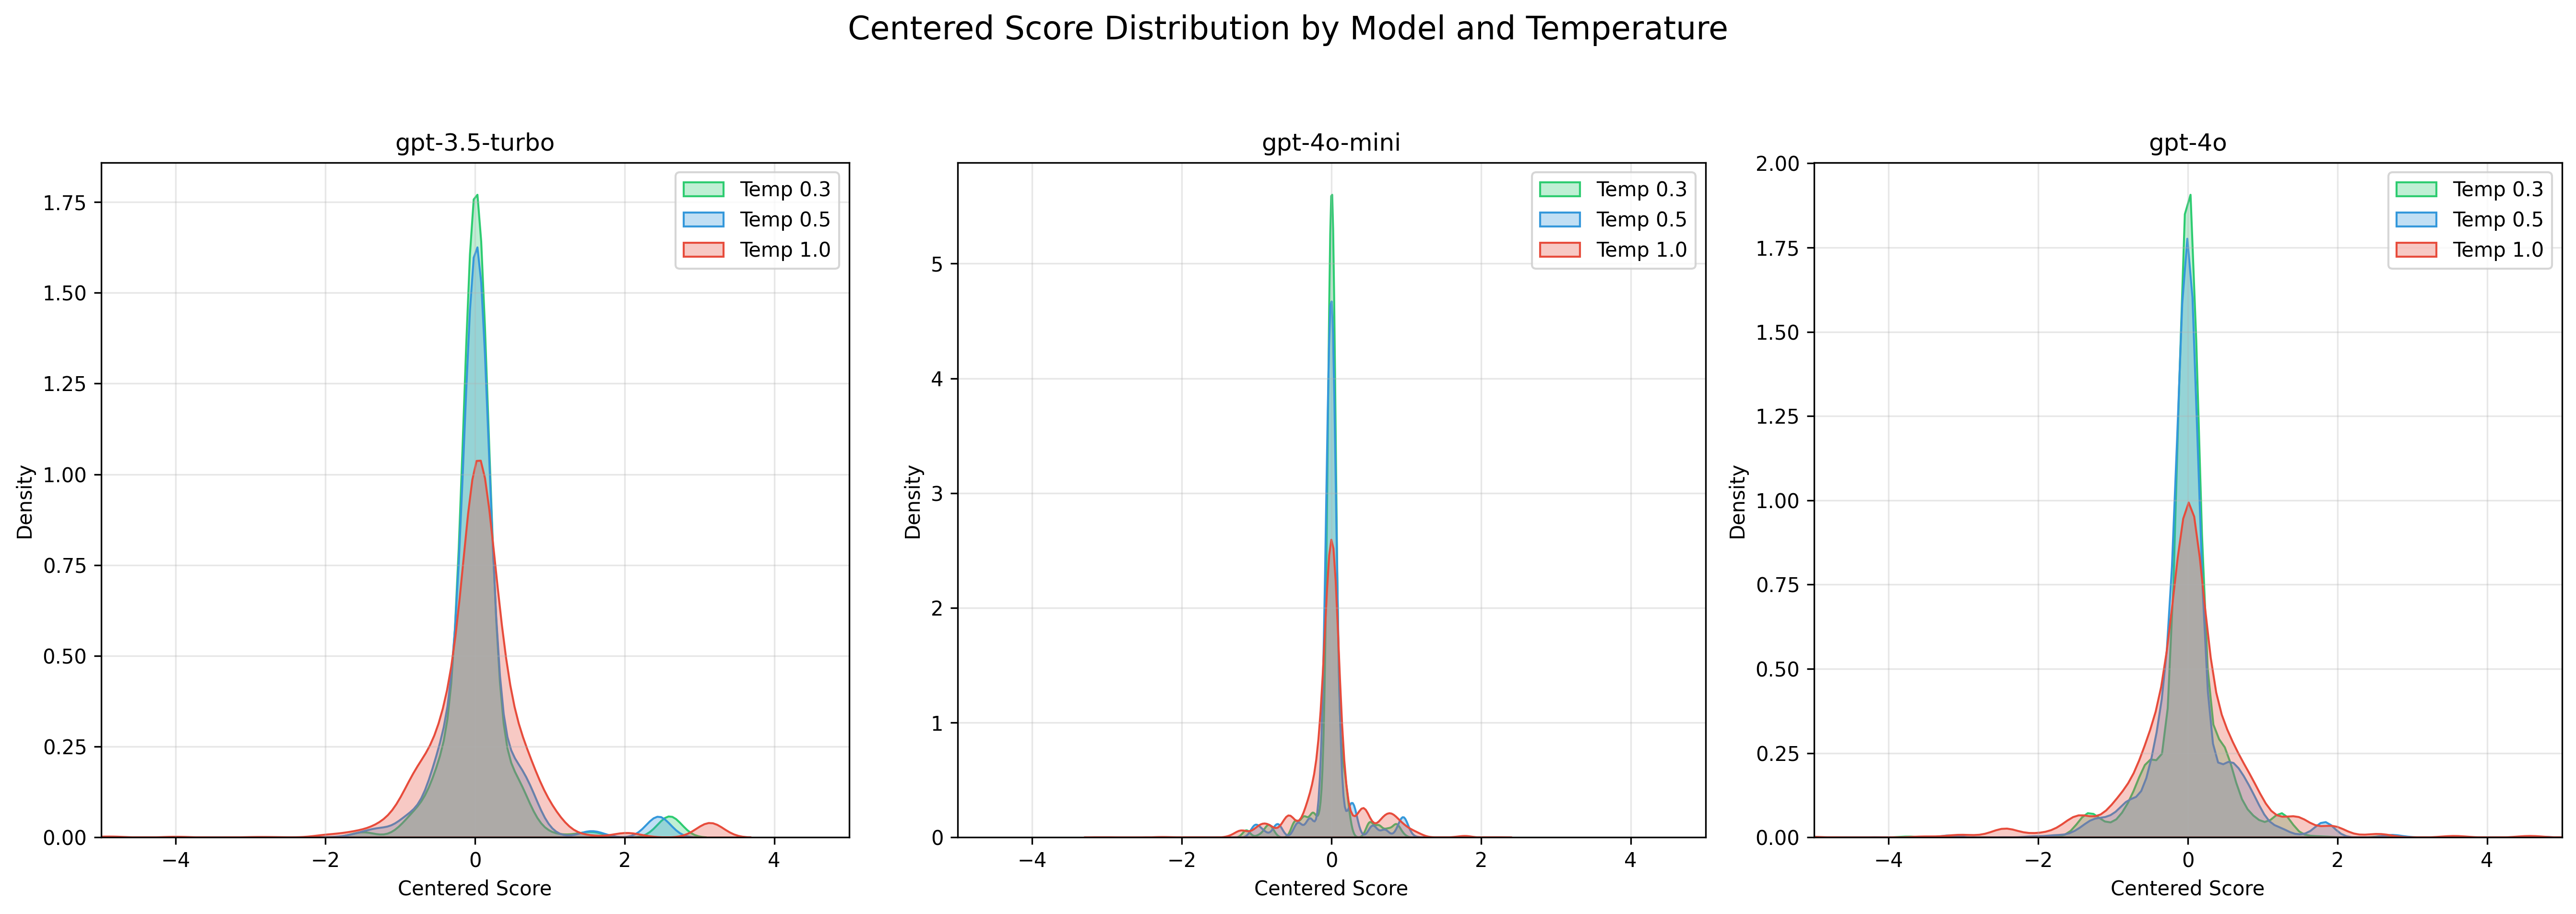 Centered Score Distribution by Model and Temperature
gpt-3.5-turbo
Temp 0.3
Temp 0.5
Temp 1.0
1.75
1.50
1.25
1.00
0.75
0.50
0.25
0.00
Density
−4
−2
0
2
4
Centered Score
gpt-4o-mini
Temp 0.3
Temp 0.5
Temp 1.0
5
4
3
2
1
0
Density
−4
−2
0
2
4
Centered Score
gpt-4o
Temp 0.3
Temp 0.5
Temp 1.0
2.00
1.75
1.50
1.25
1.00
0.75
0.50
0.25
0.00
Density
−4
−2
0
2
4
Centered Score